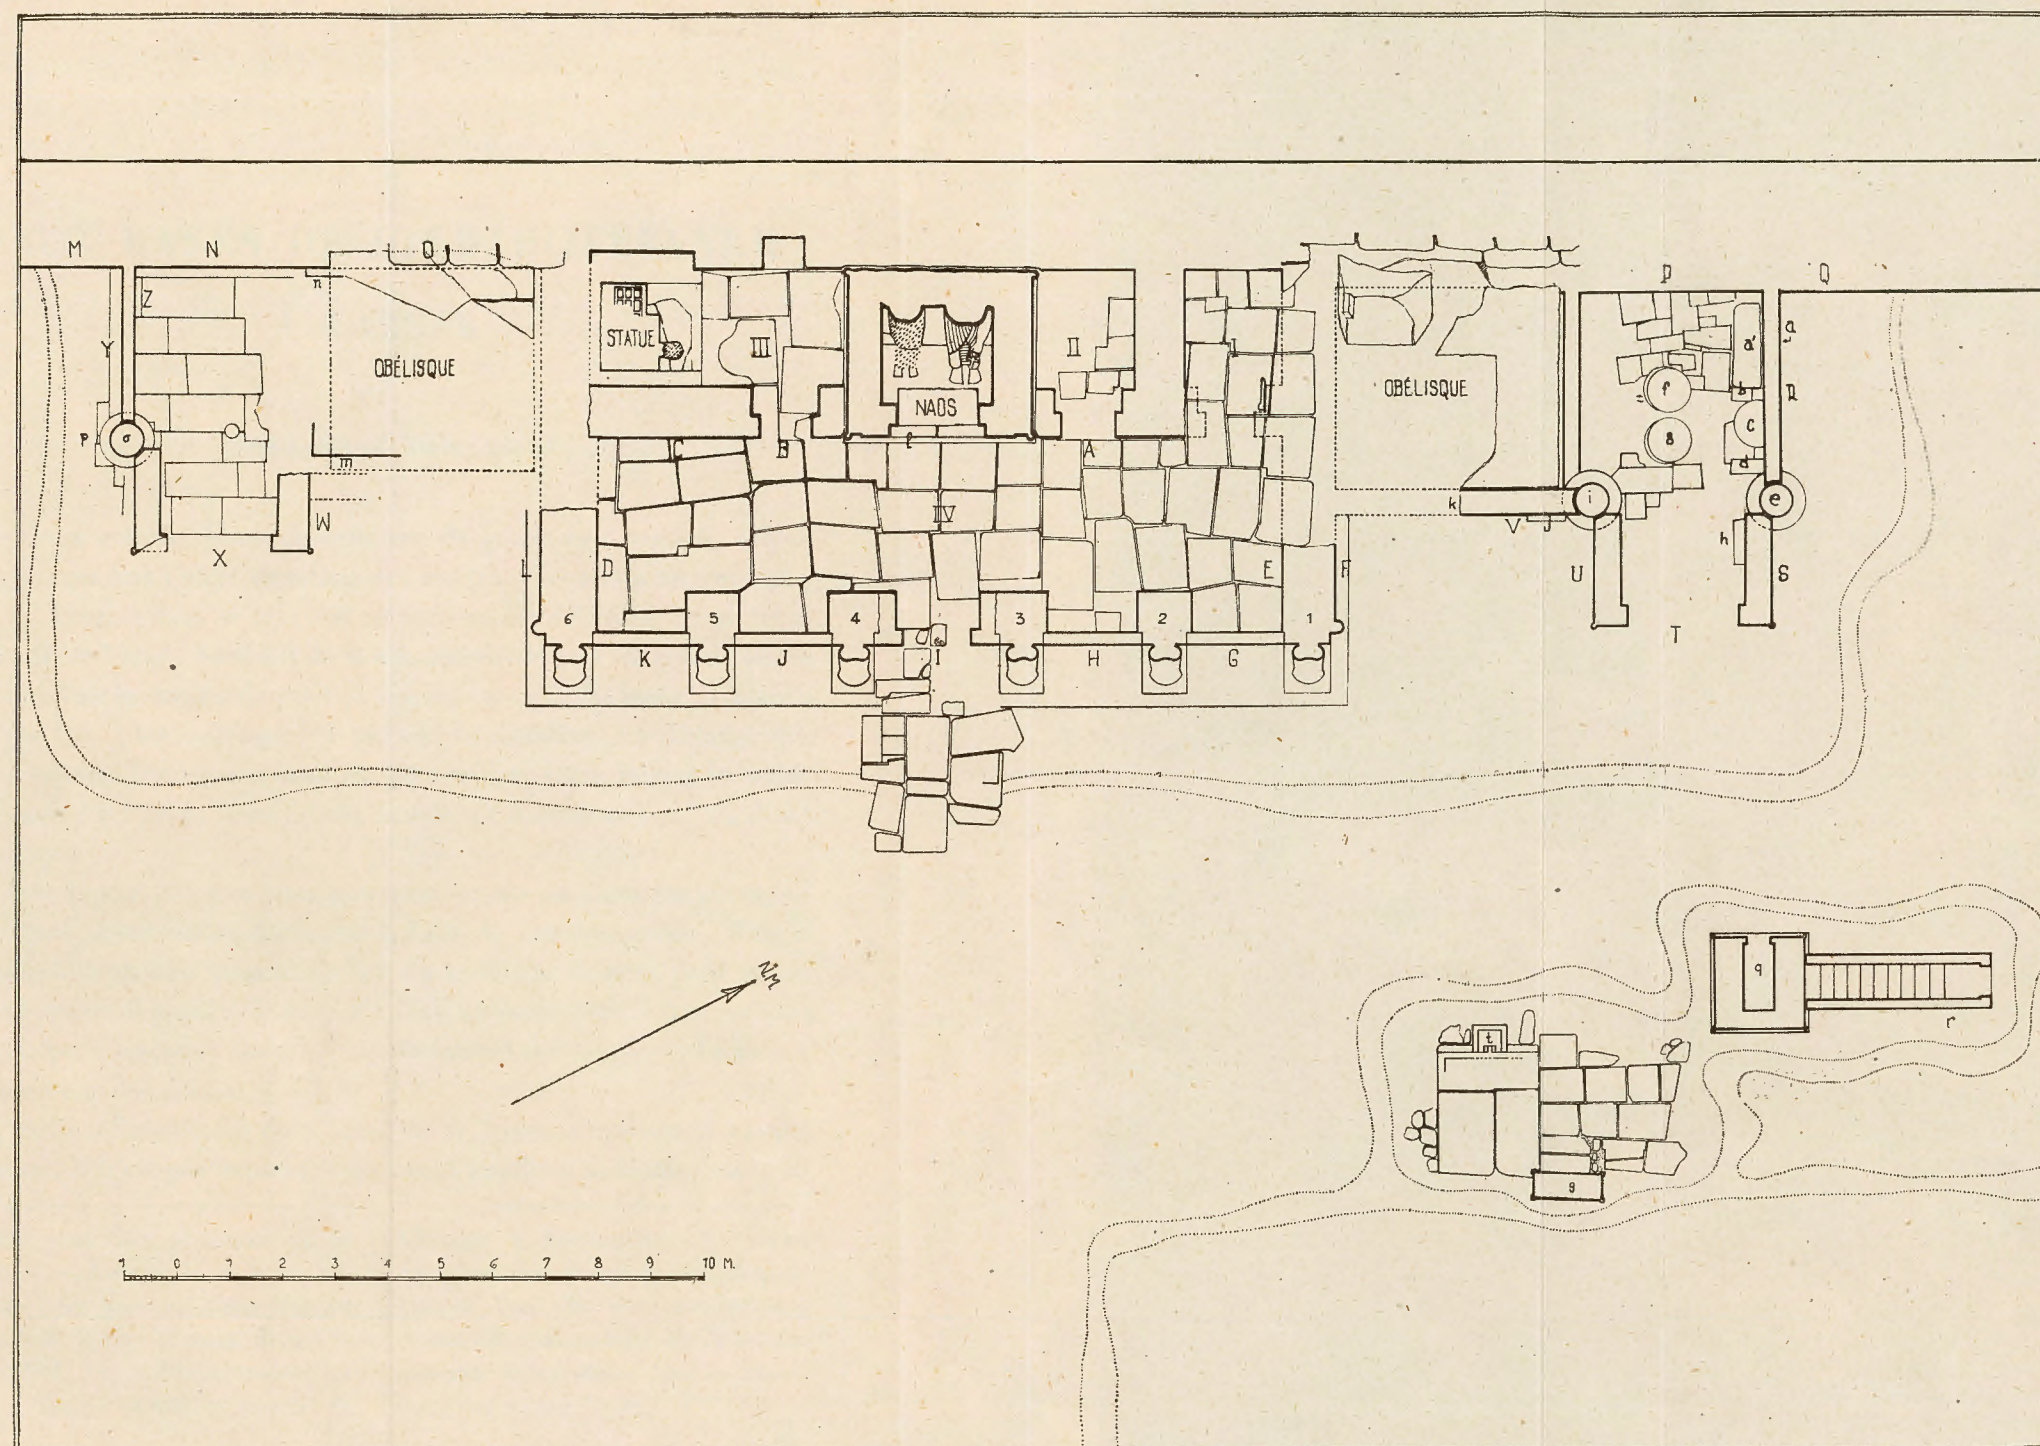 M N O P Q
n
Z
STATUE
III
II
I
a
a'
Y
OBÉLISQUE
OBÉLISQUE
f
b
R
NAOS
c
p
o
g
C
B
l
A
m
d
k
i
e
W
IV
V
J
h
X
L
D
E
F
U
S
6
5
4
3
2
1
T
K
J
I
H
G
N
M
q
r
t
s
1 0 1 2 3 4 5 6 7 8 9 10 M.